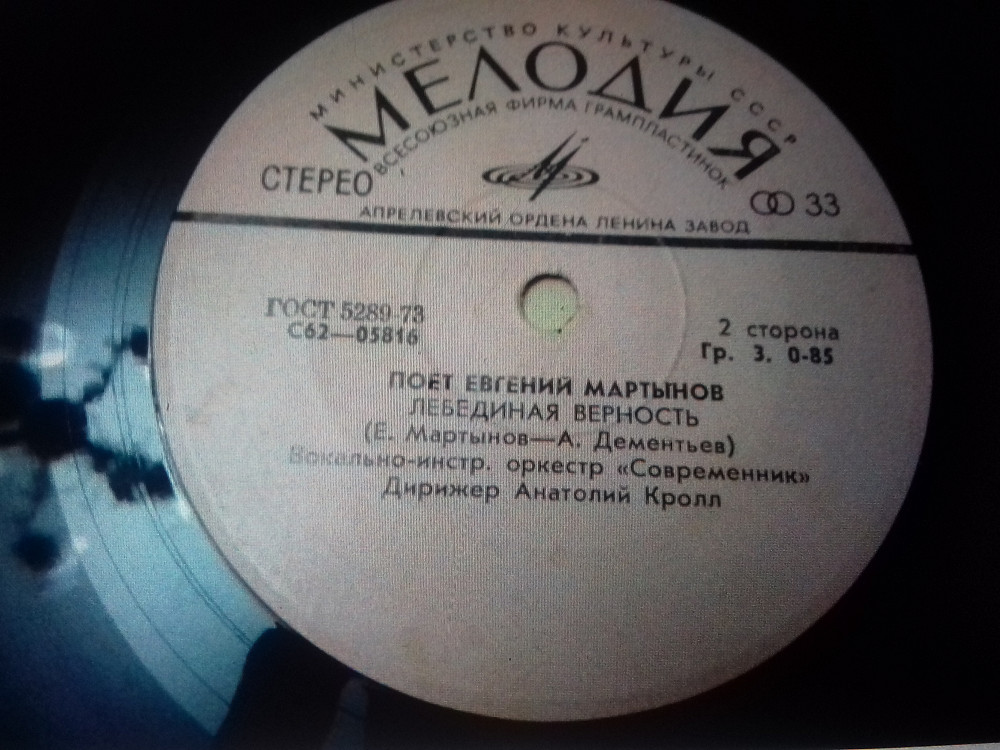 МИНИСТЕРСТВО КУЛЬТУРЫ СССР
МЕЛОДИЯ
ВСЕСОЮЗНАЯ ФИРМА ГРАМПЛАСТИНОК
СТЕРЕО
33
АПРЕЛЕВСКИЙ ОРДЕНА ЛЕНИНА ЗАВОД
ГОСТ 5289-73
С62—05816
2 сторона
Гр. 3. 0-85
ПОЕТ ЕВГЕНИЙ МАРТЫНОВ
ЛЕБЕДИНАЯ ВЕРНОСТЬ
(Е. Мартынов—А. Дементьев)
Вокально-инстр. оркестр «Современник»
Дирижер Анатолий Кролл